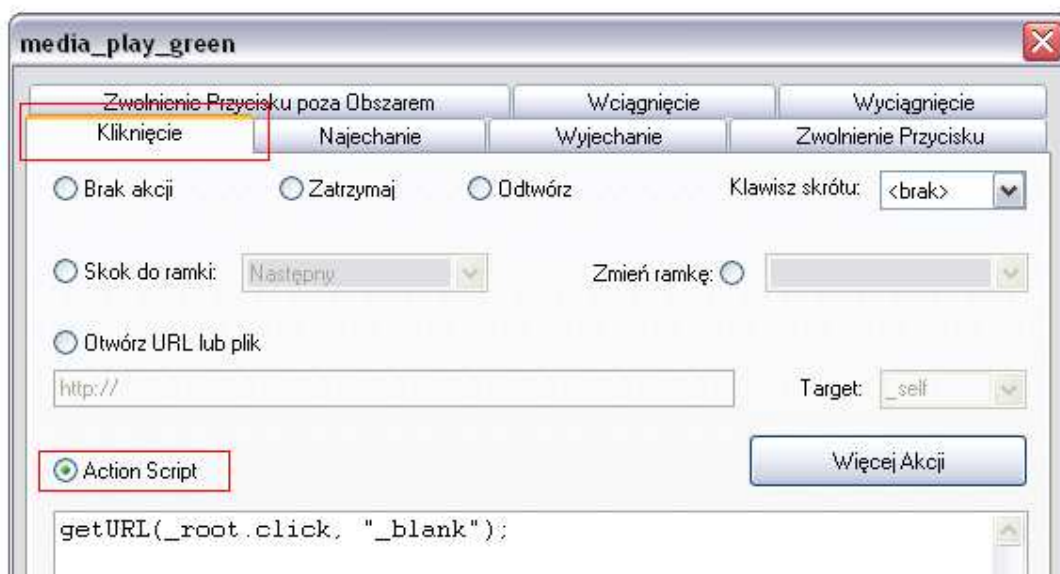 media_play_green
Zwolnienie Przycisku poza Obszarem Wciągnięcie Wyciągnięcie
Kliknięcie Najechanie Wyjechanie Zwolnienie Przycisku
Brak akcji Zatrzymaj Odtwórz Klawisz skrótu: <brak>
Skok do ramki: Następny Zmień ramkę:
Otwórz URL lub plik
http:// Target: _self
Action Script Więcej Akcji
getURL(_root.click, "_blank");